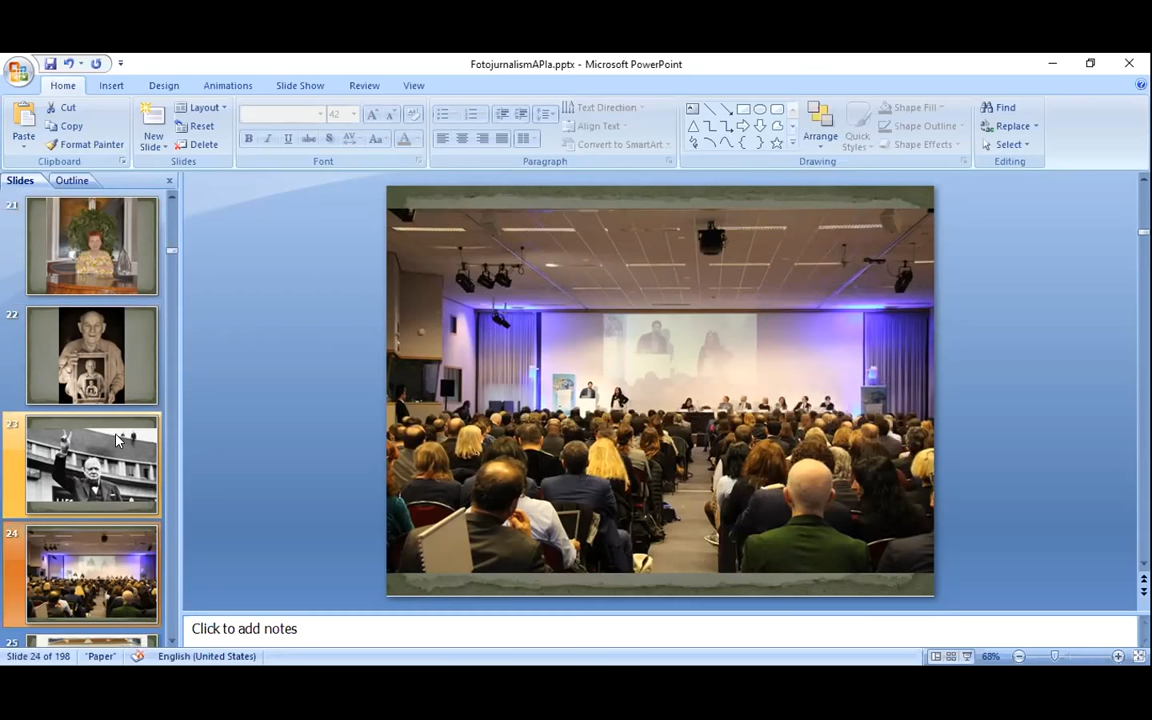 FotojurnalismAPIa.pptx - Microsoft PowerPoint
Home Insert Design Animations Slide Show Review View
Cut
Copy
Format Painter
Paste
Clipboard
New
Slide
Layout
Reset
Delete
Slides
42
Font
Text Direction
Align Text
Convert to SmartArt
Paragraph
Arrange
Quick
Styles
Shape Fill
Shape Outline
Shape Effects
Drawing
Find
Replace
Select
Editing
Slides Outline
21
22
23
24
25
Click to add notes
Slide 24 of 198 "Paper" English (United States) 68%